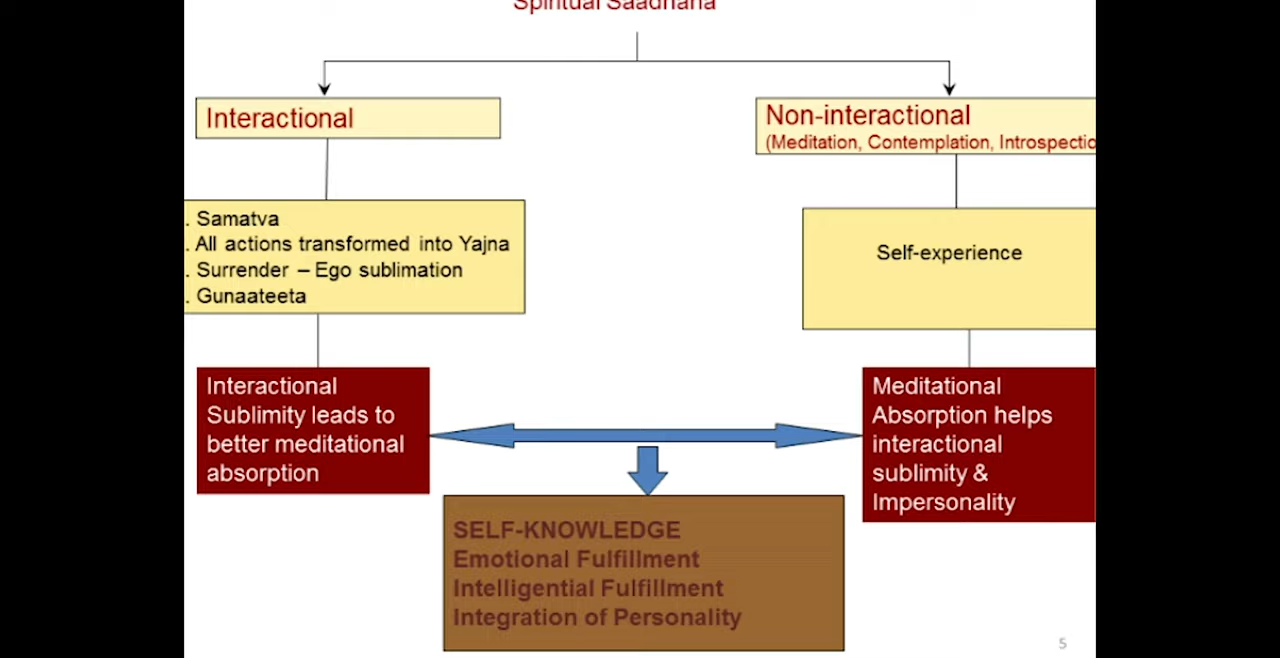 Spiritual Saadhana
Interactional
Non-interactional
(Meditation, Contemplation, Introspectio
. Samatva
. All actions transformed into Yajna
. Surrender – Ego sublimation
. Gunaateeta
Self-experience
Interactional
Sublimity leads to
better meditational
absorption
Meditational
Absorption helps
interactional
sublimity &
Impersonality
SELF-KNOWLEDGE
Emotional Fulfillment
Intelligential Fulfillment
Integration of Personality
5